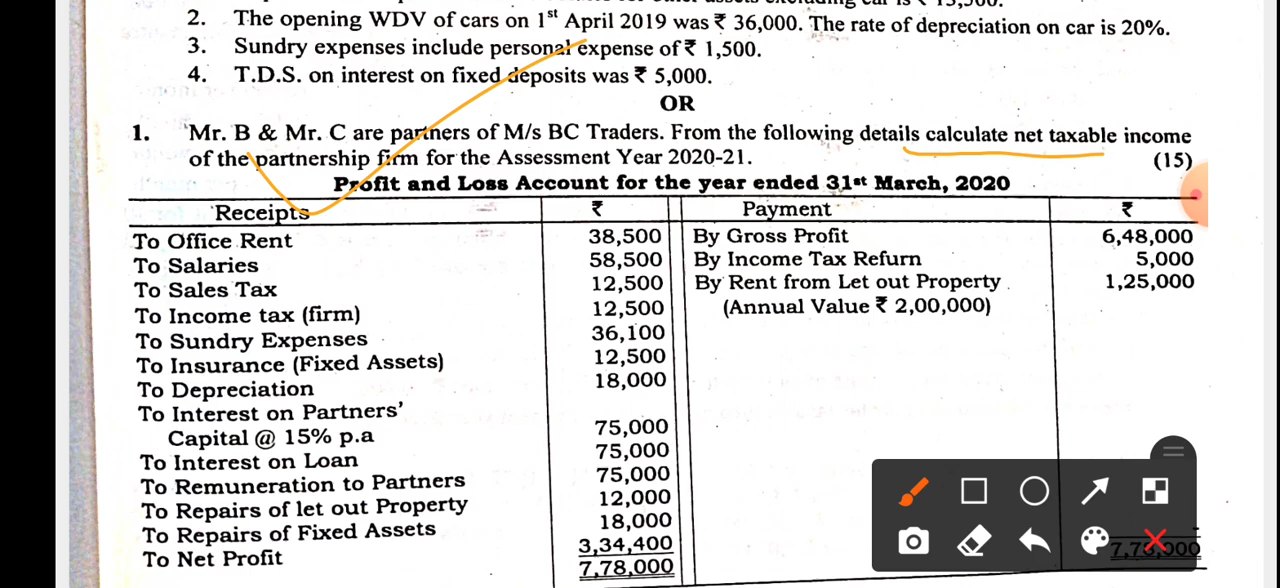 2. The opening WDV of cars on 1st April 2019 was ₹ 36,000. The rate of depreciation on car is 20%.
3. Sundry expenses include personal expense of ₹ 1,500.
4. T.D.S. on interest on fixed deposits was ₹ 5,000.
OR
1. Mr. B & Mr. C are partners of M/s BC Traders. From the following details calculate net taxable income
of the partnership firm for the Assessment Year 2020-21. (15)
Profit and Loss Account for the year ended 31st March, 2020
Receipts ₹ Payment ₹
To Office Rent 38,500 By Gross Profit 6,48,000
To Salaries 58,500 By Income Tax Refurn 5,000
To Sales Tax 12,500 By Rent from Let out Property 1,25,000
To Income tax (firm) 12,500 (Annual Value ₹ 2,00,000)
To Sundry Expenses 36,100
To Insurance (Fixed Assets) 12,500
To Depreciation 18,000
To Interest on Partners'
Capital @ 15% p.a 75,000
To Interest on Loan 75,000
To Remuneration to Partners 75,000
To Repairs of let out Property 12,000
To Repairs of Fixed Assets 18,000
To Net Profit 3,34,400
7,78,000